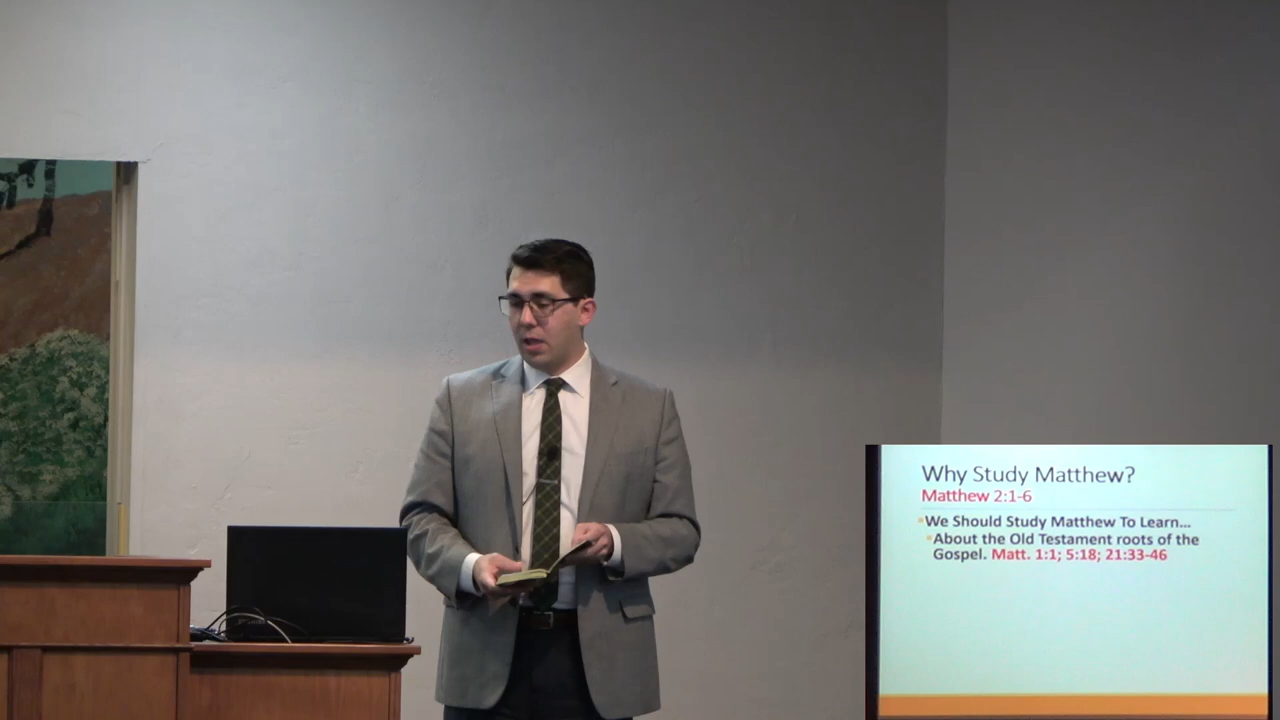 Why Study Matthew?
Matthew 2:1-6
We Should Study Matthew To Learn...
About the Old Testament roots of the
Gospel. Matt. 1:1; 5:18; 21:33-46